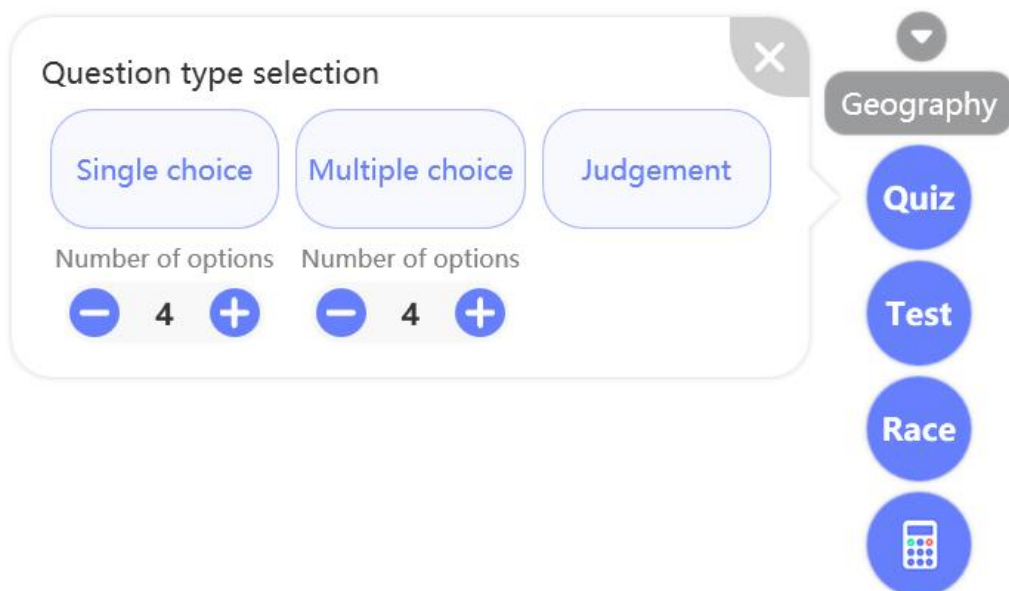 Question type selection
Single choice
Multiple choice
Judgement
Number of options
Number of options
4
4
Geography
Quiz
Test
Race